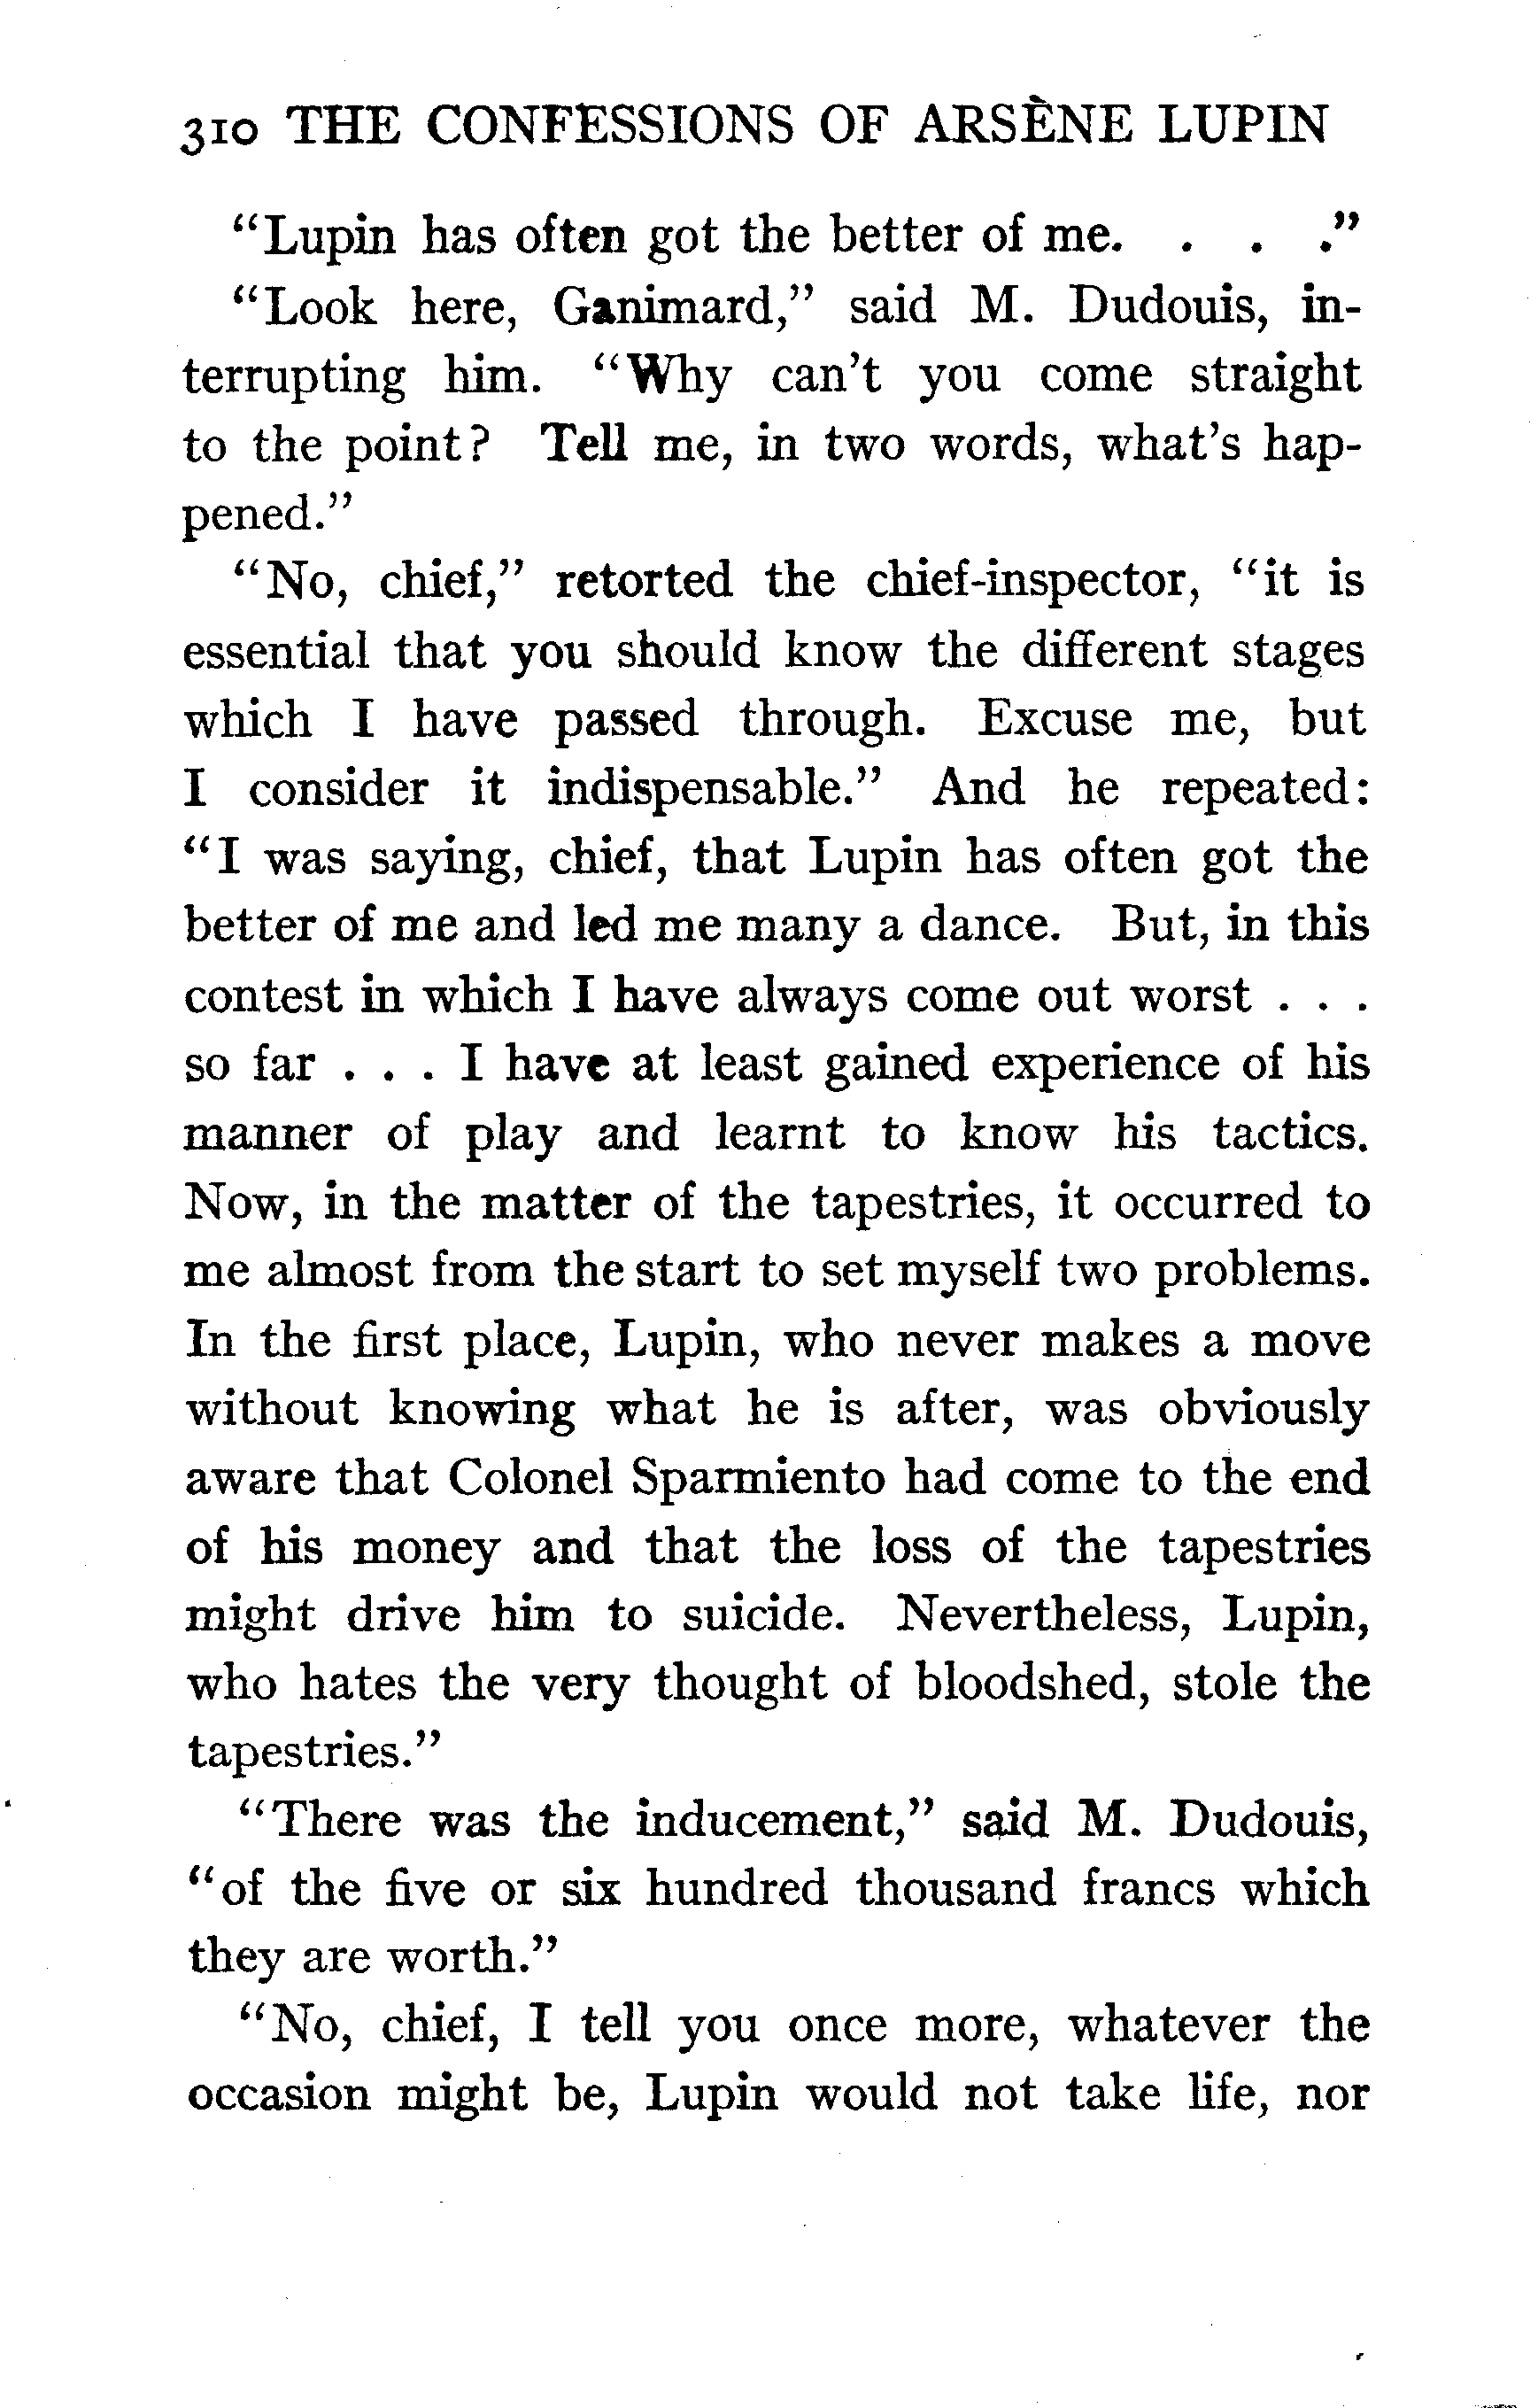 310 THE CONFESSIONS OF ARSÈNE LUPIN
“Lupin has often got the better of me. . . .”
“Look here, Ganimard,” said M. Dudouis, in-
terrupting him. “Why can’t you come straight
to the point? Tell me, in two words, what’s hap-
pened.”
“No, chief,” retorted the chief-inspector, “it is
essential that you should know the different stages
which I have passed through. Excuse me, but
I consider it indispensable.” And he repeated:
“I was saying, chief, that Lupin has often got the
better of me and led me many a dance. But, in this
contest in which I have always come out worst . . .
so far . . . I have at least gained experience of his
manner of play and learnt to know his tactics.
Now, in the matter of the tapestries, it occurred to
me almost from the start to set myself two problems.
In the first place, Lupin, who never makes a move
without knowing what he is after, was obviously
aware that Colonel Sparmiento had come to the end
of his money and that the loss of the tapestries
might drive him to suicide. Nevertheless, Lupin,
who hates the very thought of bloodshed, stole the
tapestries.”
“There was the inducement,” said M. Dudouis,
“of the five or six hundred thousand francs which
they are worth.”
“No, chief, I tell you once more, whatever the
occasion might be, Lupin would not take life, nor